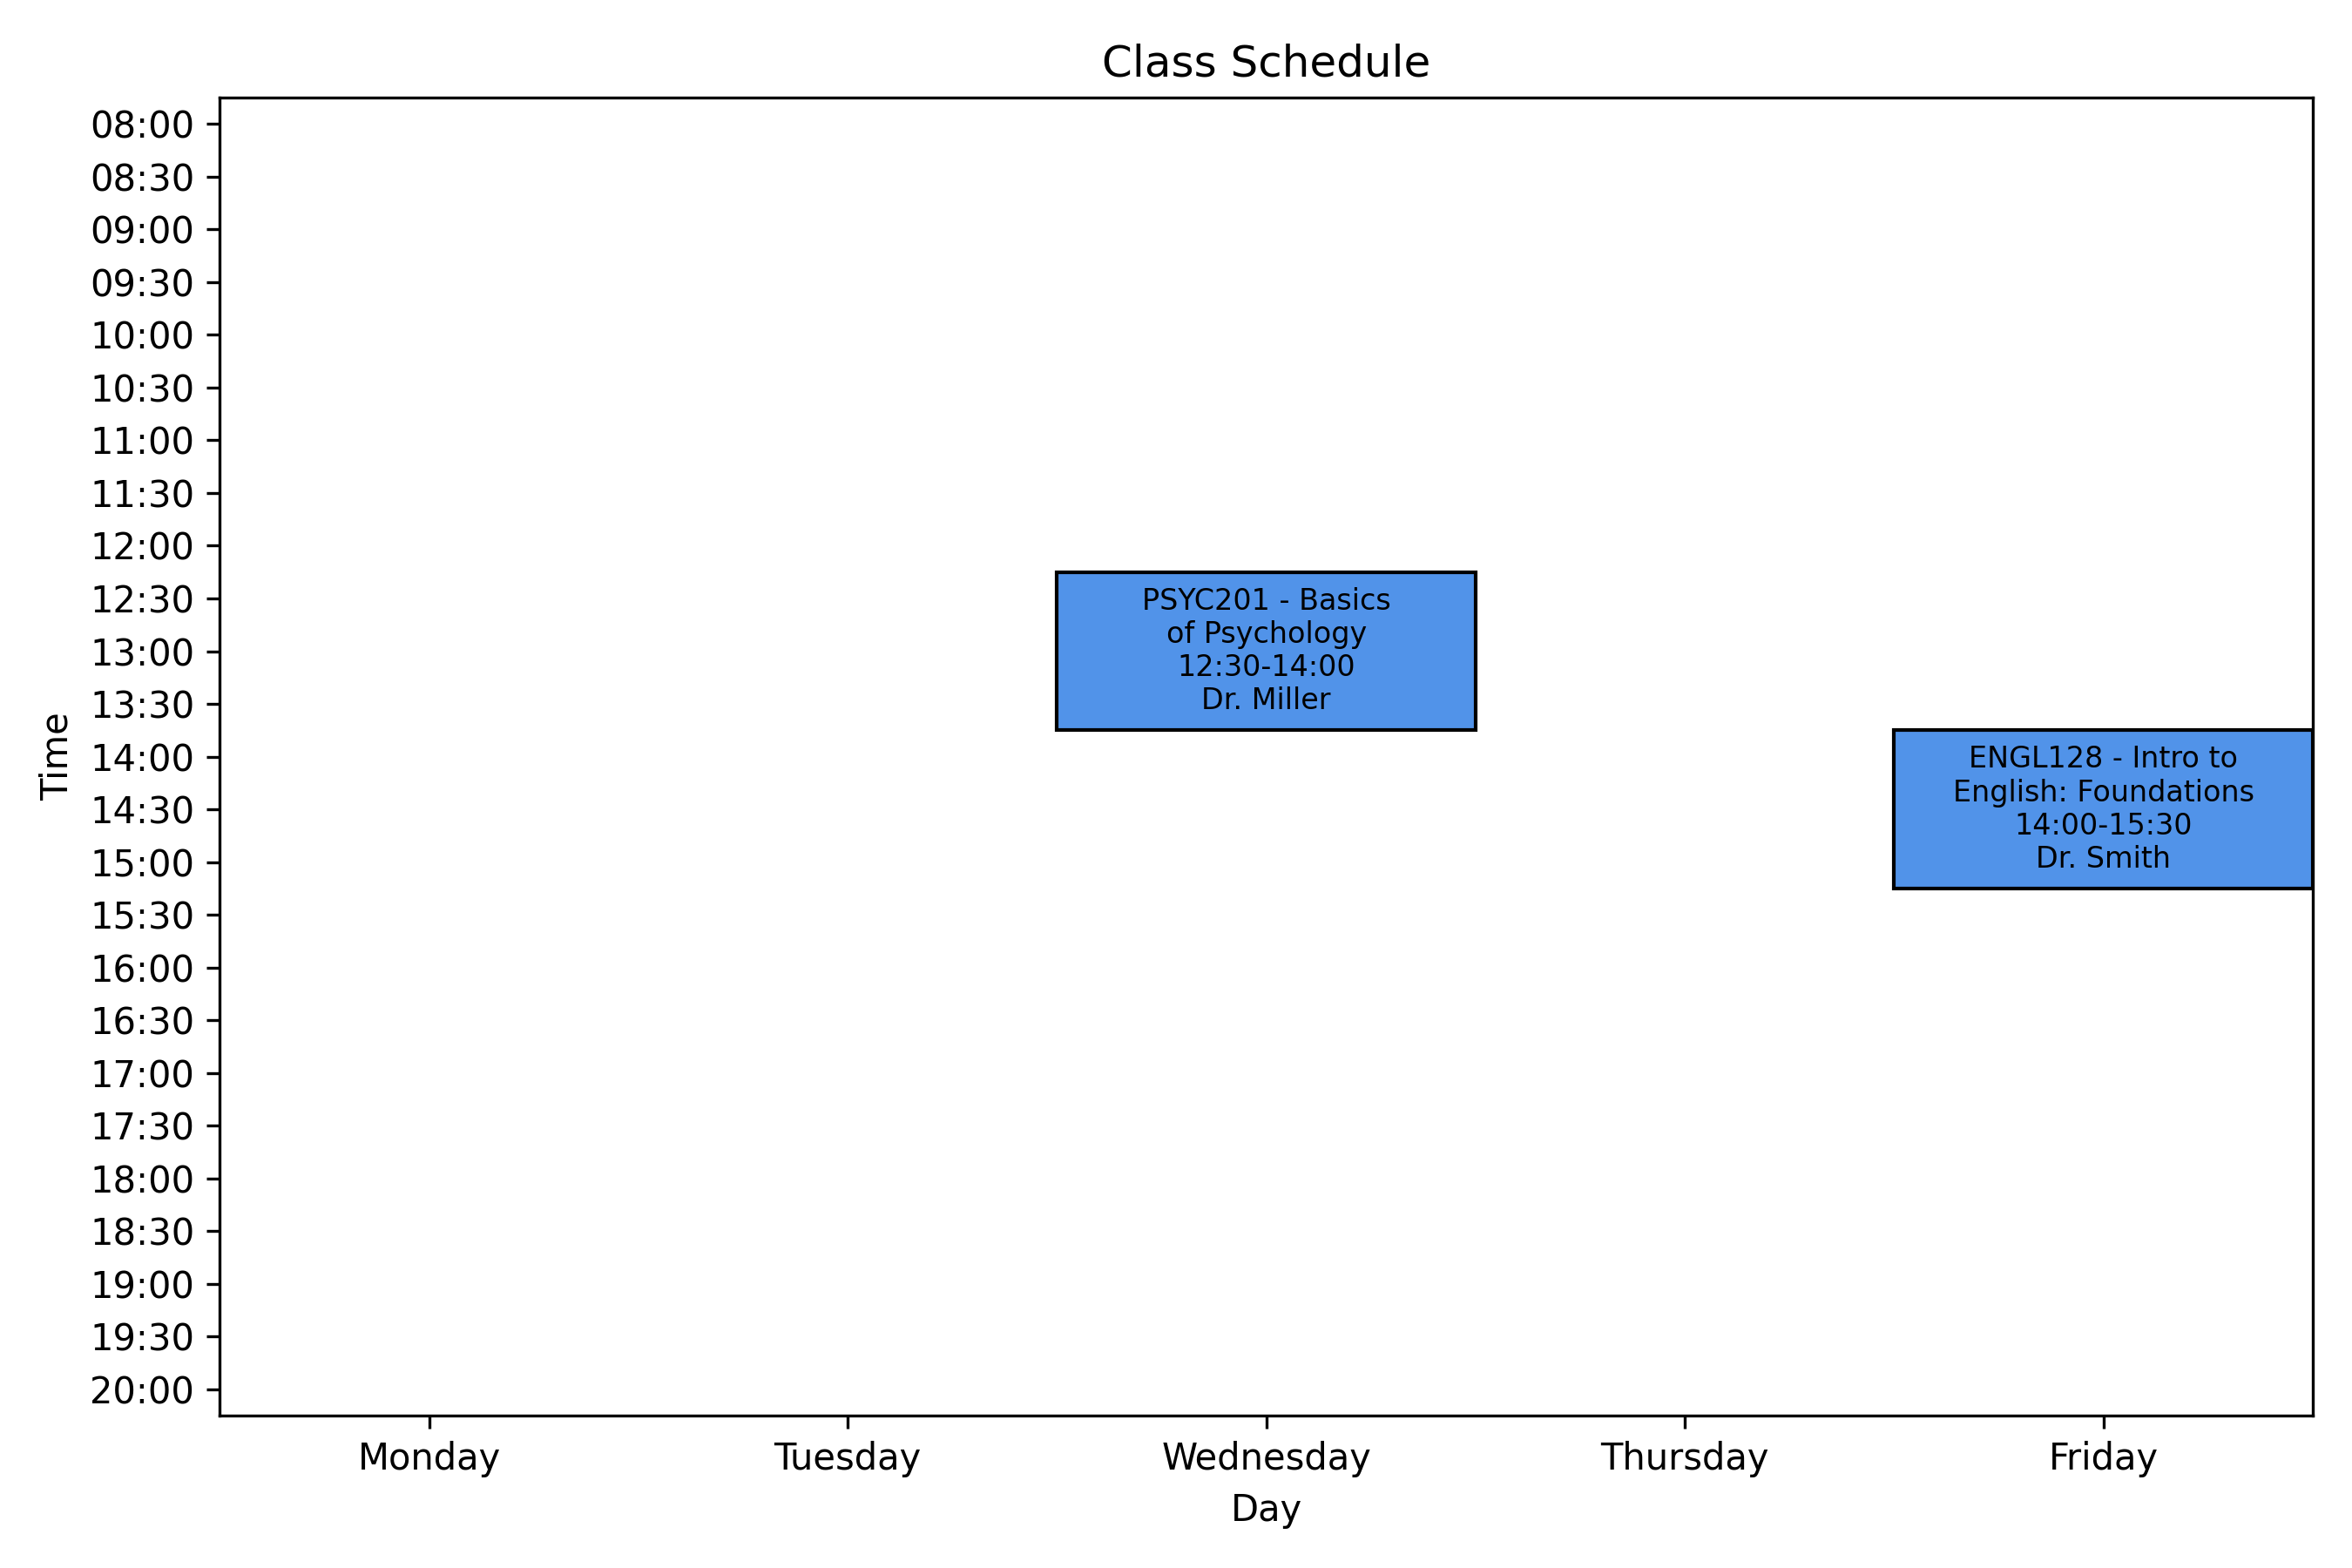 Class Schedule
08:00
08:30
09:00
09:30
10:00
10:30
11:00
11:30
12:00
12:30
13:00
13:30
14:00
14:30
15:00
15:30
16:00
16:30
17:00
17:30
18:00
18:30
19:00
19:30
20:00
Time
PSYC201 - Basics
of Psychology
12:30-14:00
Dr. Miller
ENGL128 - Intro to
English: Foundations
14:00-15:30
Dr. Smith
Monday
Tuesday
Wednesday
Thursday
Friday
Day